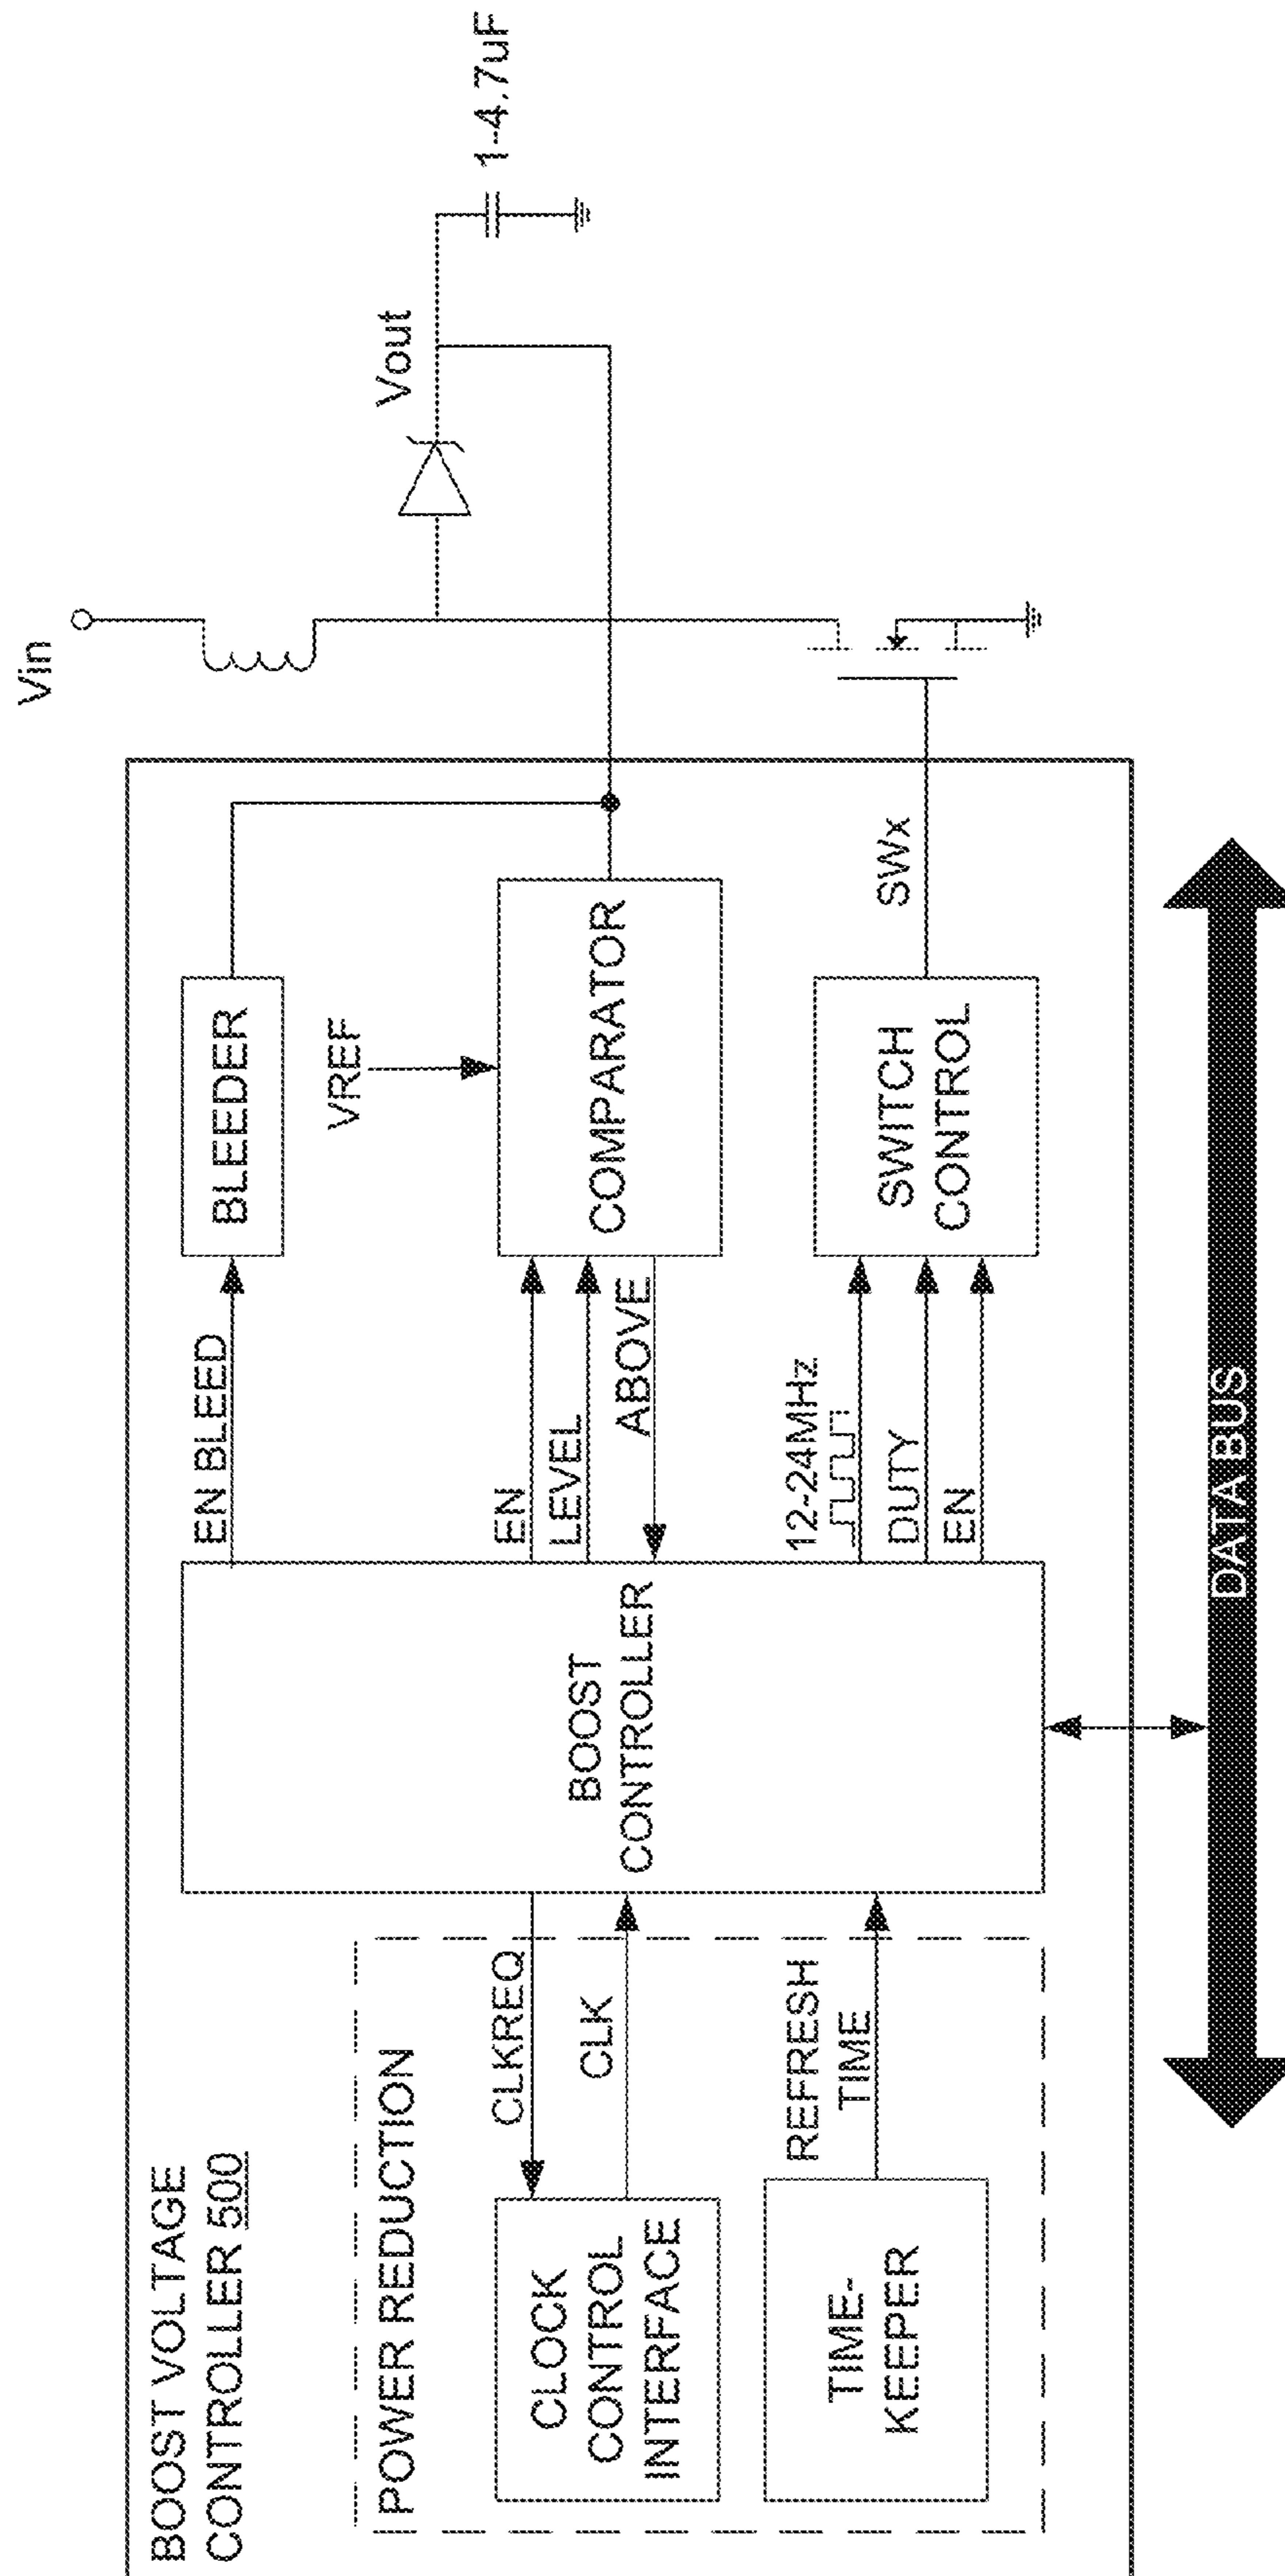 BOOST VOLTAGE
CONTROLLER 500
POWER REDUCTION
CLOCK
CONTROL
INTERFACE
TIME-
KEEPER
CLKREQ
CLK
REFRESH
TIME
BOOST
CONTROLLER
EN BLEED
EN
LEVEL
ABOVE
12-24MHz
DUTY
EN
BLEEDER
VREF
COMPARATOR
SWITCH
CONTROL
SWx
Vin
Vout
1-4.7uF
DATA BUS